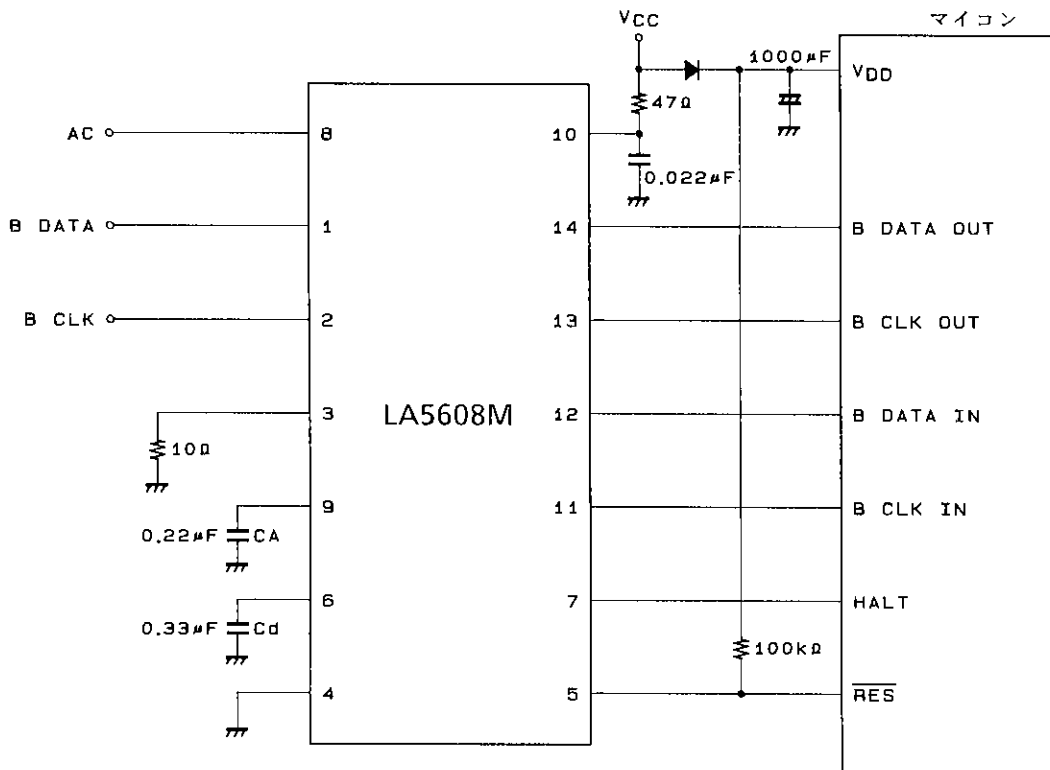 マイコン
VCC
1000μF
VDD
47Ω
AC
8
10
0.022μF
B DATA
1
14
B DATA OUT
B CLK
2
13
B CLK OUT
3
LA5608M
12
B DATA IN
10Ω
9
11
B CLK IN
0.22μF CA
6
7
HALT
0.33μF Cd
100kΩ
4
5
RES